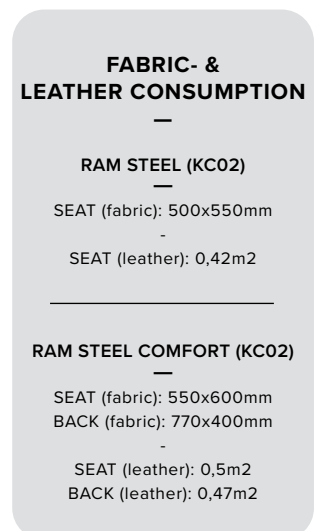 FABRIC- &
LEATHER CONSUMPTION
—
RAM STEEL (KC02)
—
SEAT (fabric): 500x550mm
-
SEAT (leather): 0,42m2
RAM STEEL COMFORT (KC02)
—
SEAT (fabric): 550x600mm
BACK (fabric): 770x400mm
-
SEAT (leather): 0,5m2
BACK (leather): 0,47m2